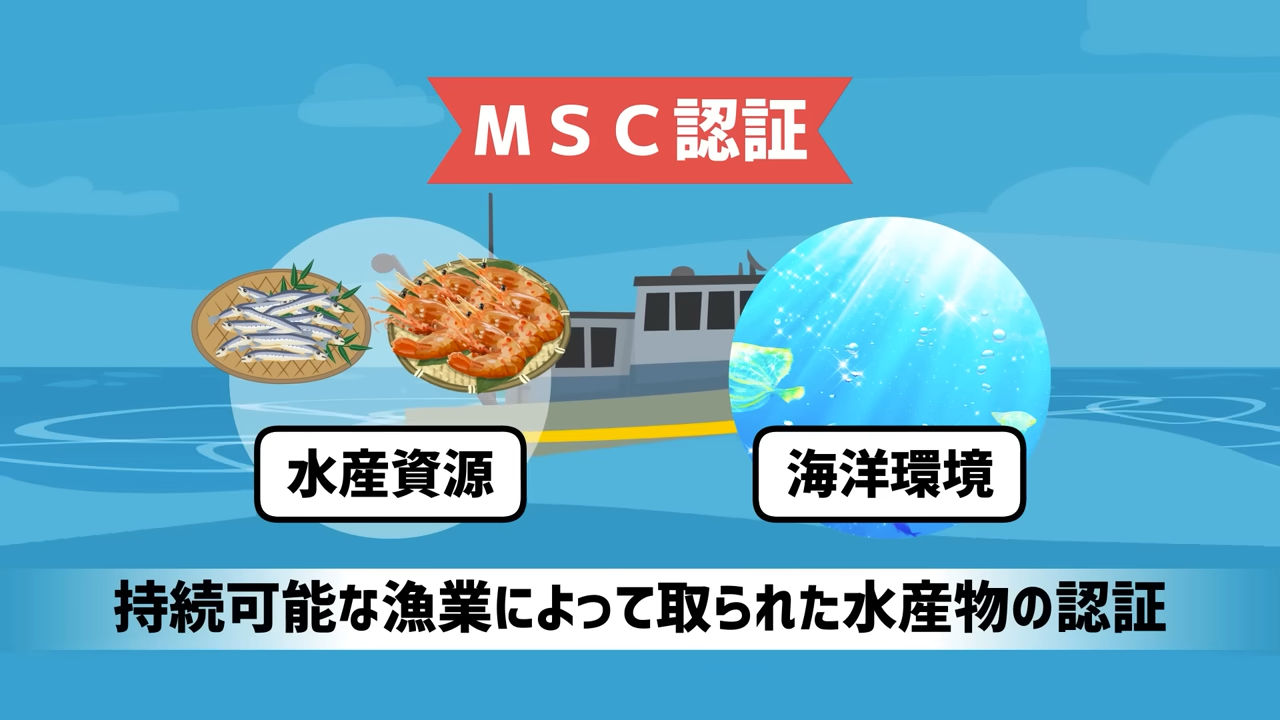 ＭＳＣ認証
水産資源
海洋環境
持続可能な漁業によって取られた水産物の認証